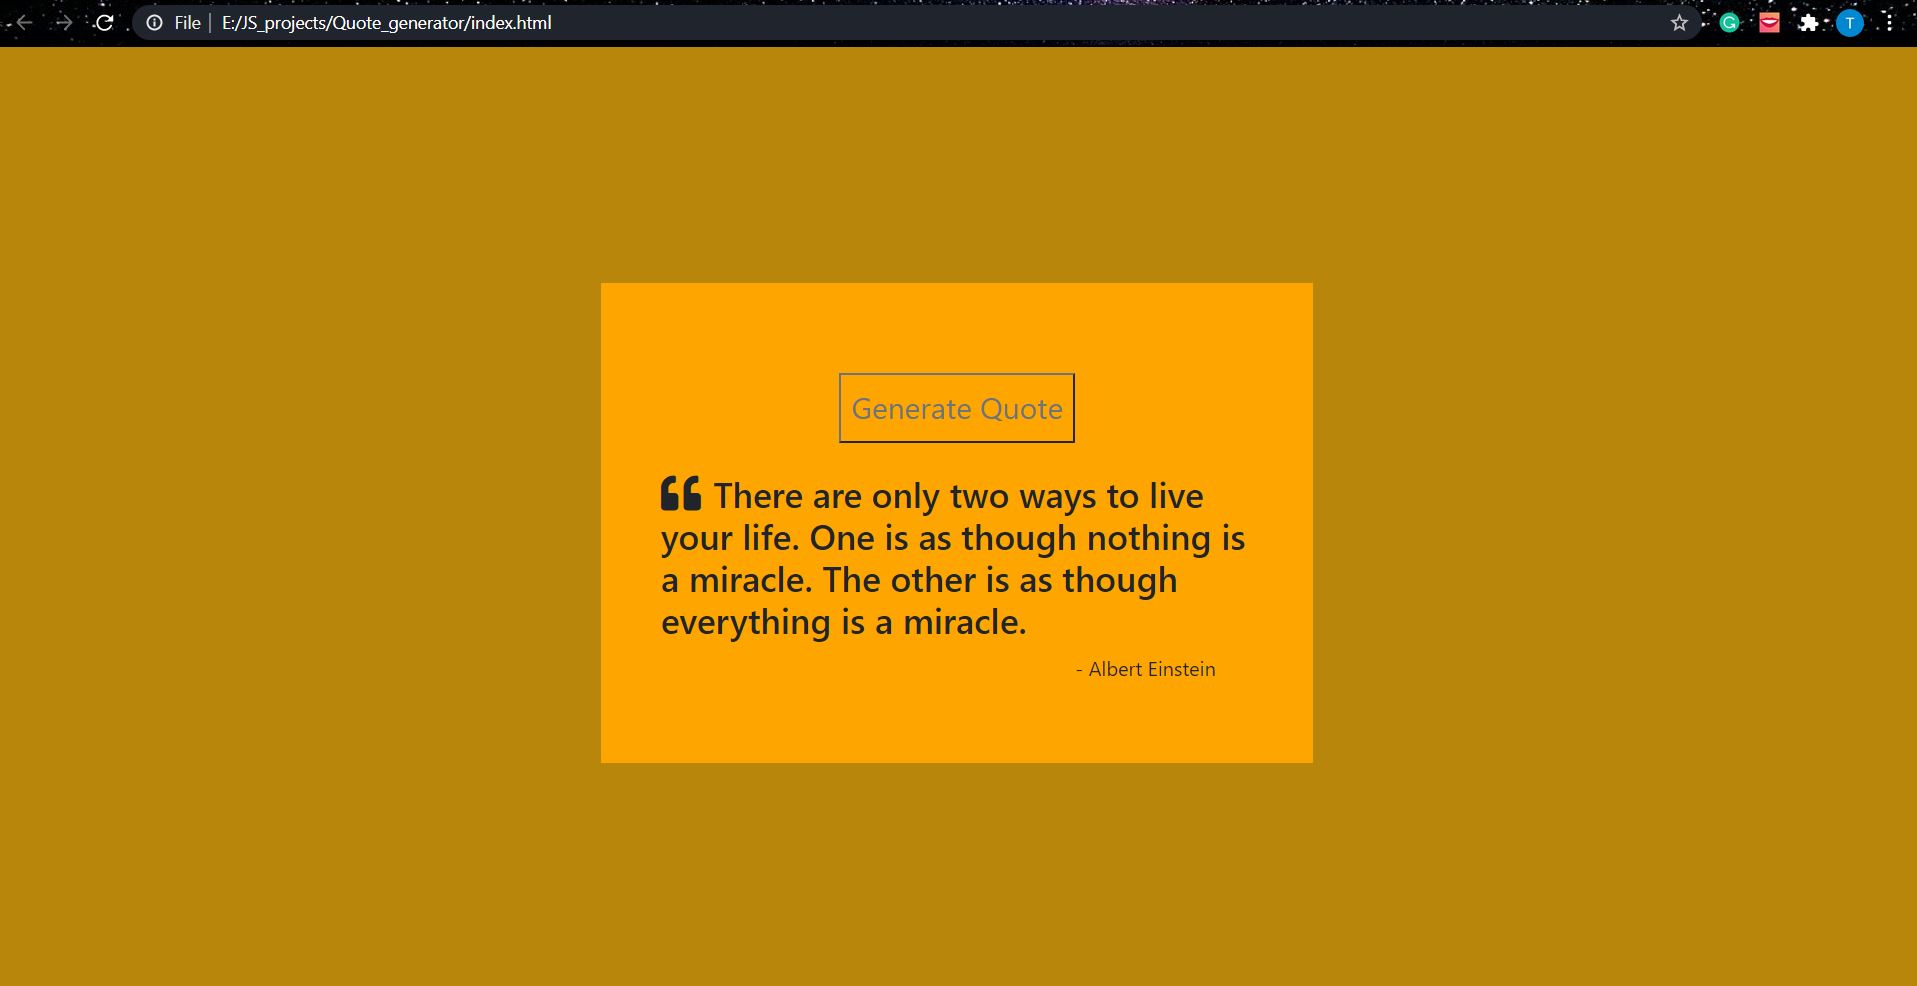 File | E:/JS_projects/Quote_generator/index.html
G
T
Generate Quote
“ There are only two ways to live
your life. One is as though nothing is
a miracle. The other is as though
everything is a miracle.
- Albert Einstein